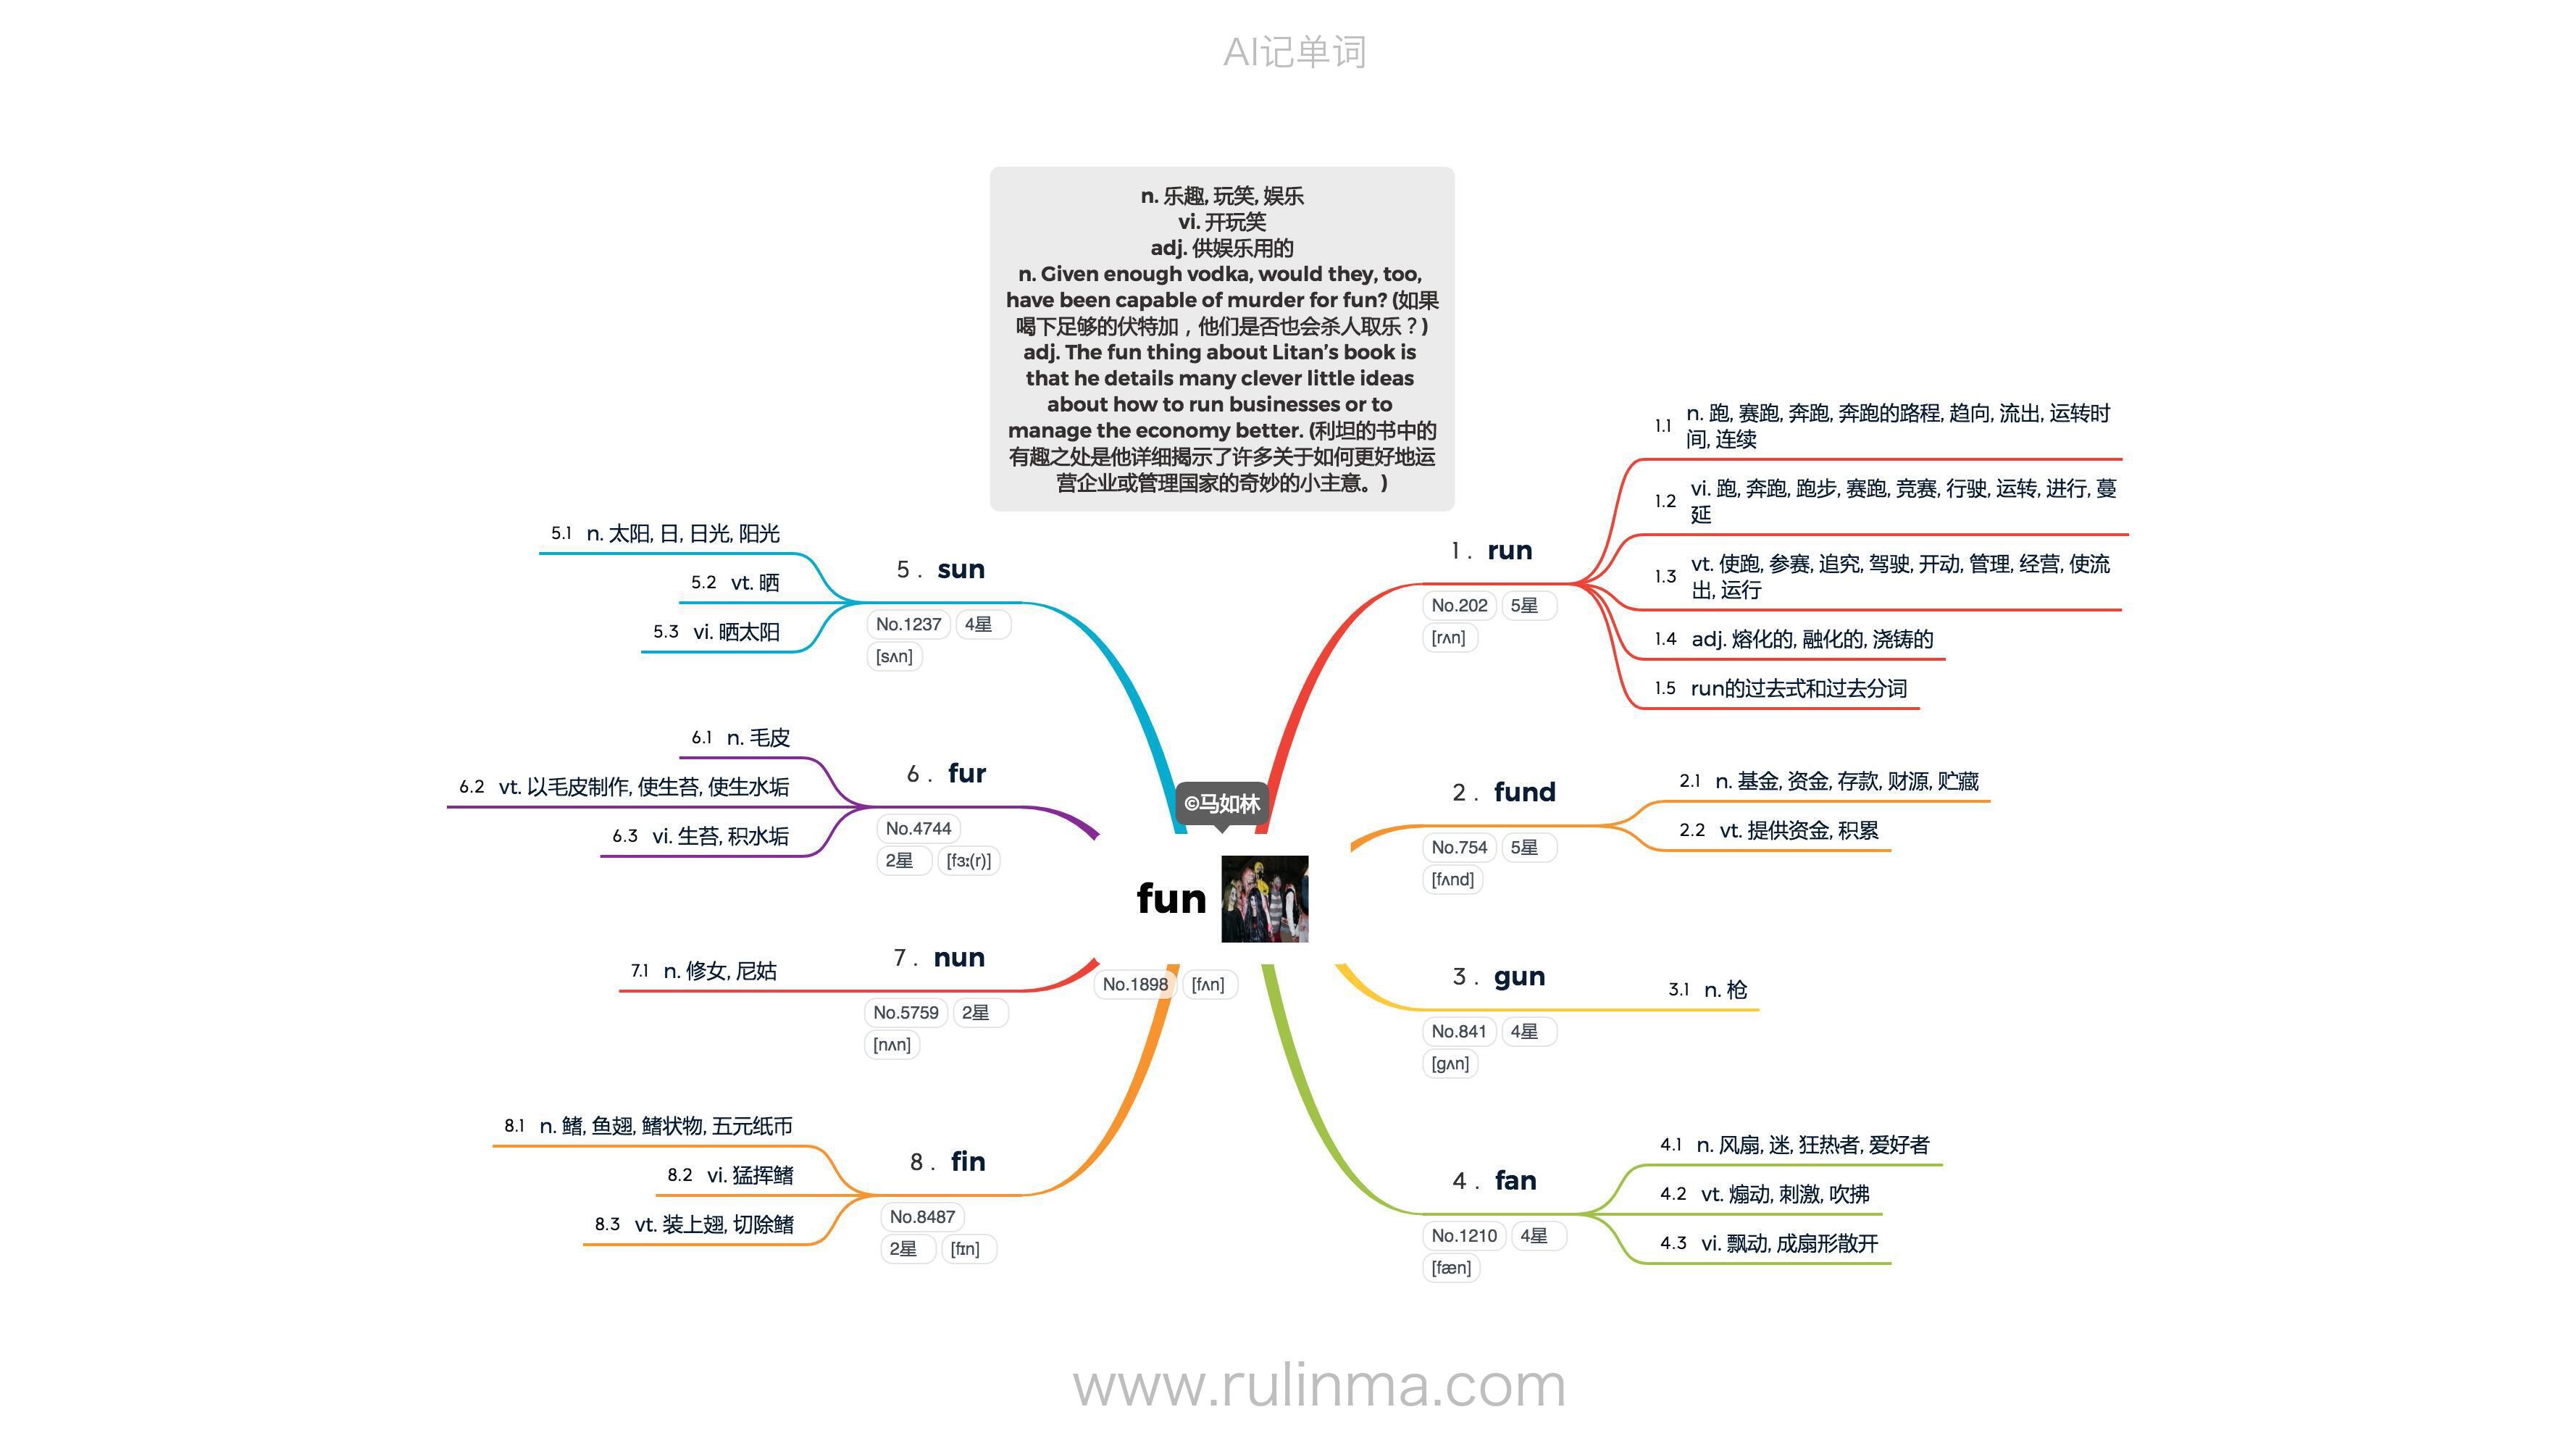 AI记单词
n. 乐趣, 玩笑, 娱乐
vi. 开玩笑
adj. 供娱乐用的
n. Given enough vodka, would they, too,
have been capable of murder for fun? (如果
喝下足够的伏特加，他们是否也会杀人取乐？)
adj. The fun thing about Litan’s book is
that he details many clever little ideas
about how to run businesses or to
manage the economy better. (利坦的书中的
有趣之处是他详细揭示了许多关于如何更好地运
营企业或管理国家的奇妙的小主意。)
©马如林
fun
No.1898 [fʌn]
1. run
No.202 5星
[rʌn]
1.1 n. 跑, 赛跑, 奔跑, 奔跑的路程, 趋向, 流出, 运转时
间, 连续
1.2 vi. 跑, 奔跑, 跑步, 赛跑, 竞赛, 行驶, 运转, 进行, 蔓
延
1.3 vt. 使跑, 参赛, 追究, 驾驶, 开动, 管理, 经营, 使流
出, 运行
1.4 adj. 熔化的, 融化的, 浇铸的
1.5 run的过去式和过去分词
2. fund
No.754 5星
[fʌnd]
2.1 n. 基金, 资金, 存款, 财源, 贮藏
2.2 vt. 提供资金, 积累
3. gun
No.841 4星
[gʌn]
3.1 n. 枪
4. fan
No.1210 4星
[fæn]
4.1 n. 风扇, 迷, 狂热者, 爱好者
4.2 vt. 煽动, 刺激, 吹拂
4.3 vi. 飘动, 成扇形散开
5. sun
No.1237 4星
[sʌn]
5.1 n. 太阳, 日, 日光, 阳光
5.2 vt. 晒
5.3 vi. 晒太阳
6. fur
No.4744
2星 [fɜː(r)]
6.1 n. 毛皮
6.2 vt. 以毛皮制作, 使生苔, 使生水垢
6.3 vi. 生苔, 积水垢
7. nun
No.5759 2星
[nʌn]
7.1 n. 修女, 尼姑
8. fin
No.8487
2星 [fɪn]
8.1 n. 鳍, 鱼翅, 鳍状物, 五元纸币
8.2 vi. 猛挥鳍
8.3 vt. 装上翅, 切除鳍
www.rulinma.com